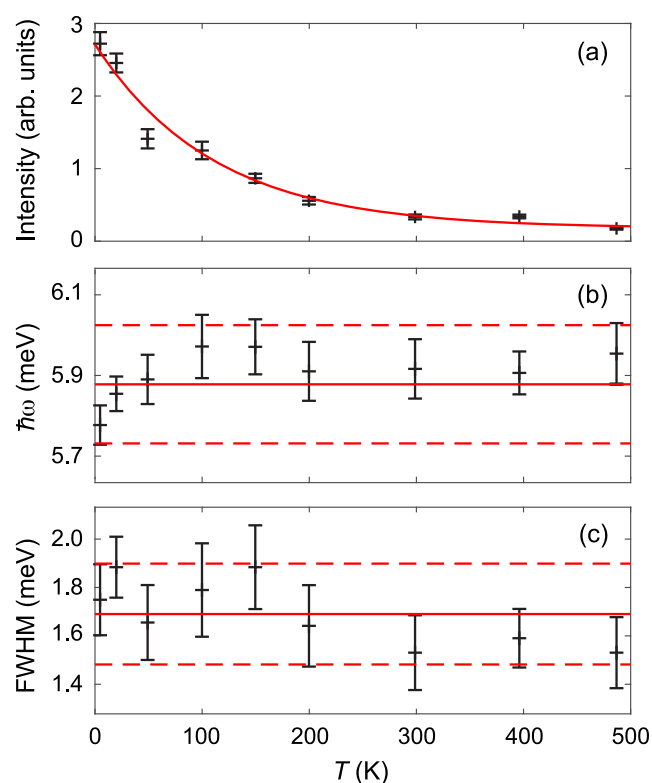 3
(a)
2
1
0
Intensity (arb. units)
6.1
(b)
5.9
5.7
ℏω (meV)
2.0
(c)
1.8
1.6
1.4
FWHM (meV)
0 100 200 300 400 500
T (K)